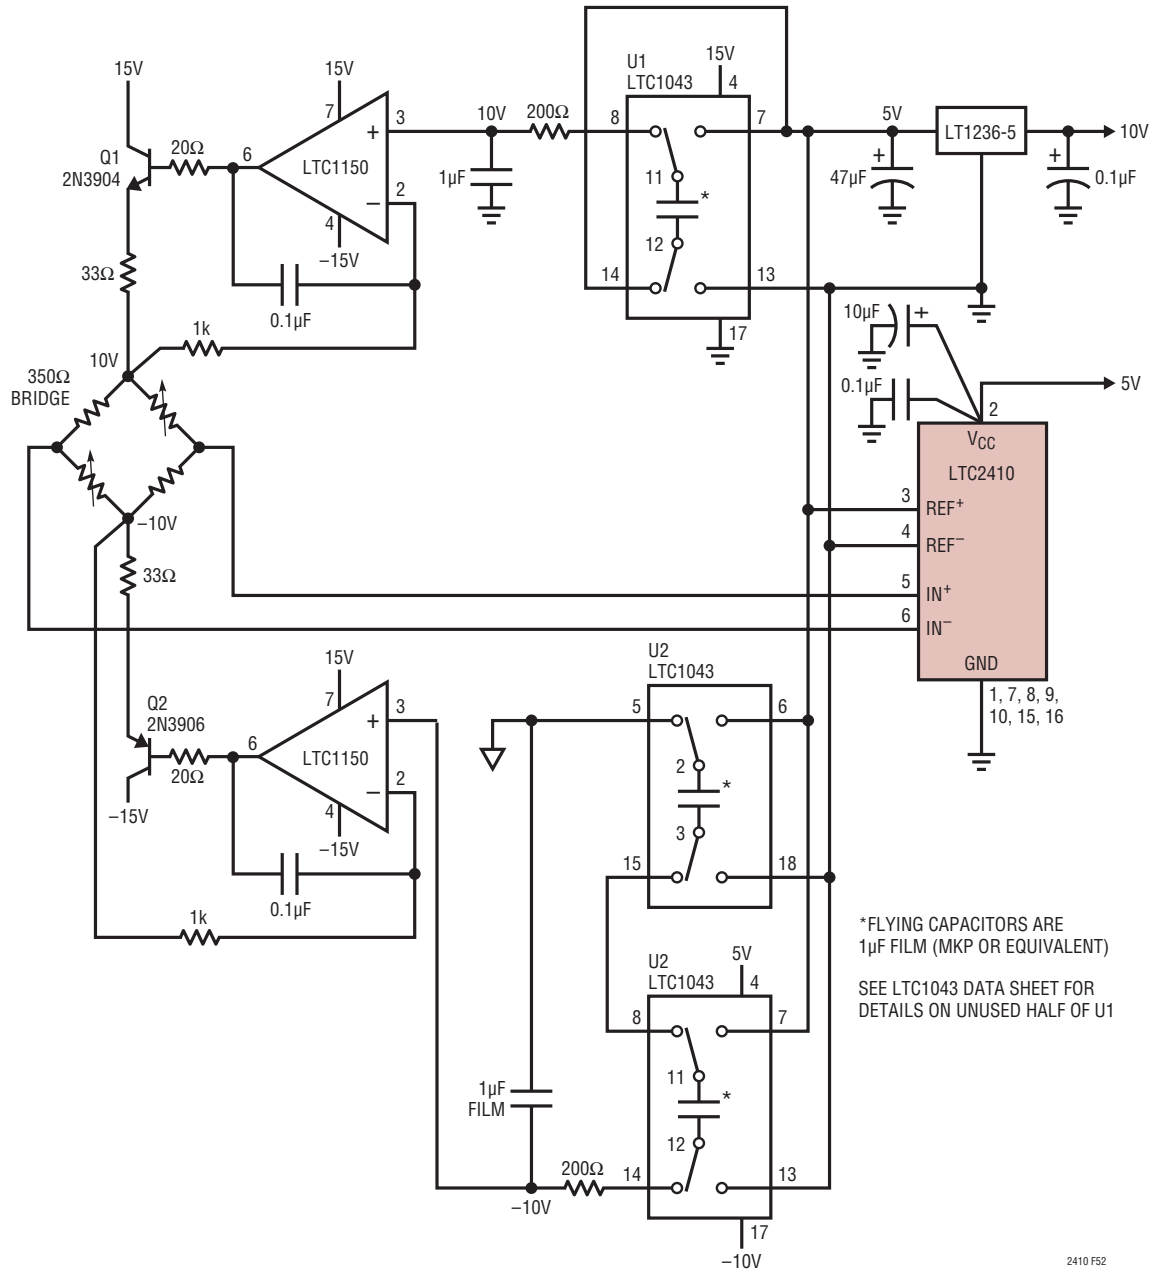 U1
LTC1043
15V
4
15V
15V
7
3
10V
200Ω
8
7
5V
LT1236-5
10V
Q1
2N3904
20Ω
6
LTC1150
+
–
2
4
–15V
1µF
11
*
12
14
13
17
+
47µF
+
0.1µF
33Ω
0.1µF
1k
10V
350Ω
BRIDGE
10µF
+
0.1µF
5V
2
VCC
LTC2410
3
REF+
4
REF–
5
IN+
6
IN–
GND
1, 7, 8, 9,
10, 15, 16
–10V
33Ω
15V
7
3
Q2
2N3906
20Ω
6
LTC1150
+
–
2
4
–15V
–15V
0.1µF
1k
U2
LTC1043
5
6
2
*
3
15
18
U2
LTC1043
5V
4
8
7
11
*
12
14
13
17
–10V
1µF
FILM
200Ω
–10V
*FLYING CAPACITORS ARE
1µF FILM (MKP OR EQUIVALENT)
SEE LTC1043 DATA SHEET FOR
DETAILS ON UNUSED HALF OF U1
2410 F52